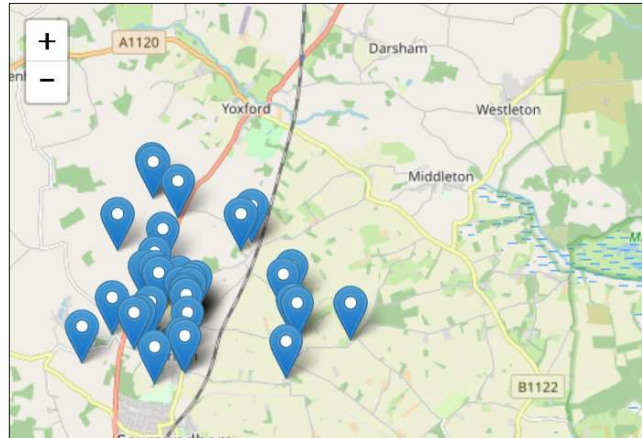 +
A1120
Darsham
−
Yoxford
Westleton
Middleton
B1122